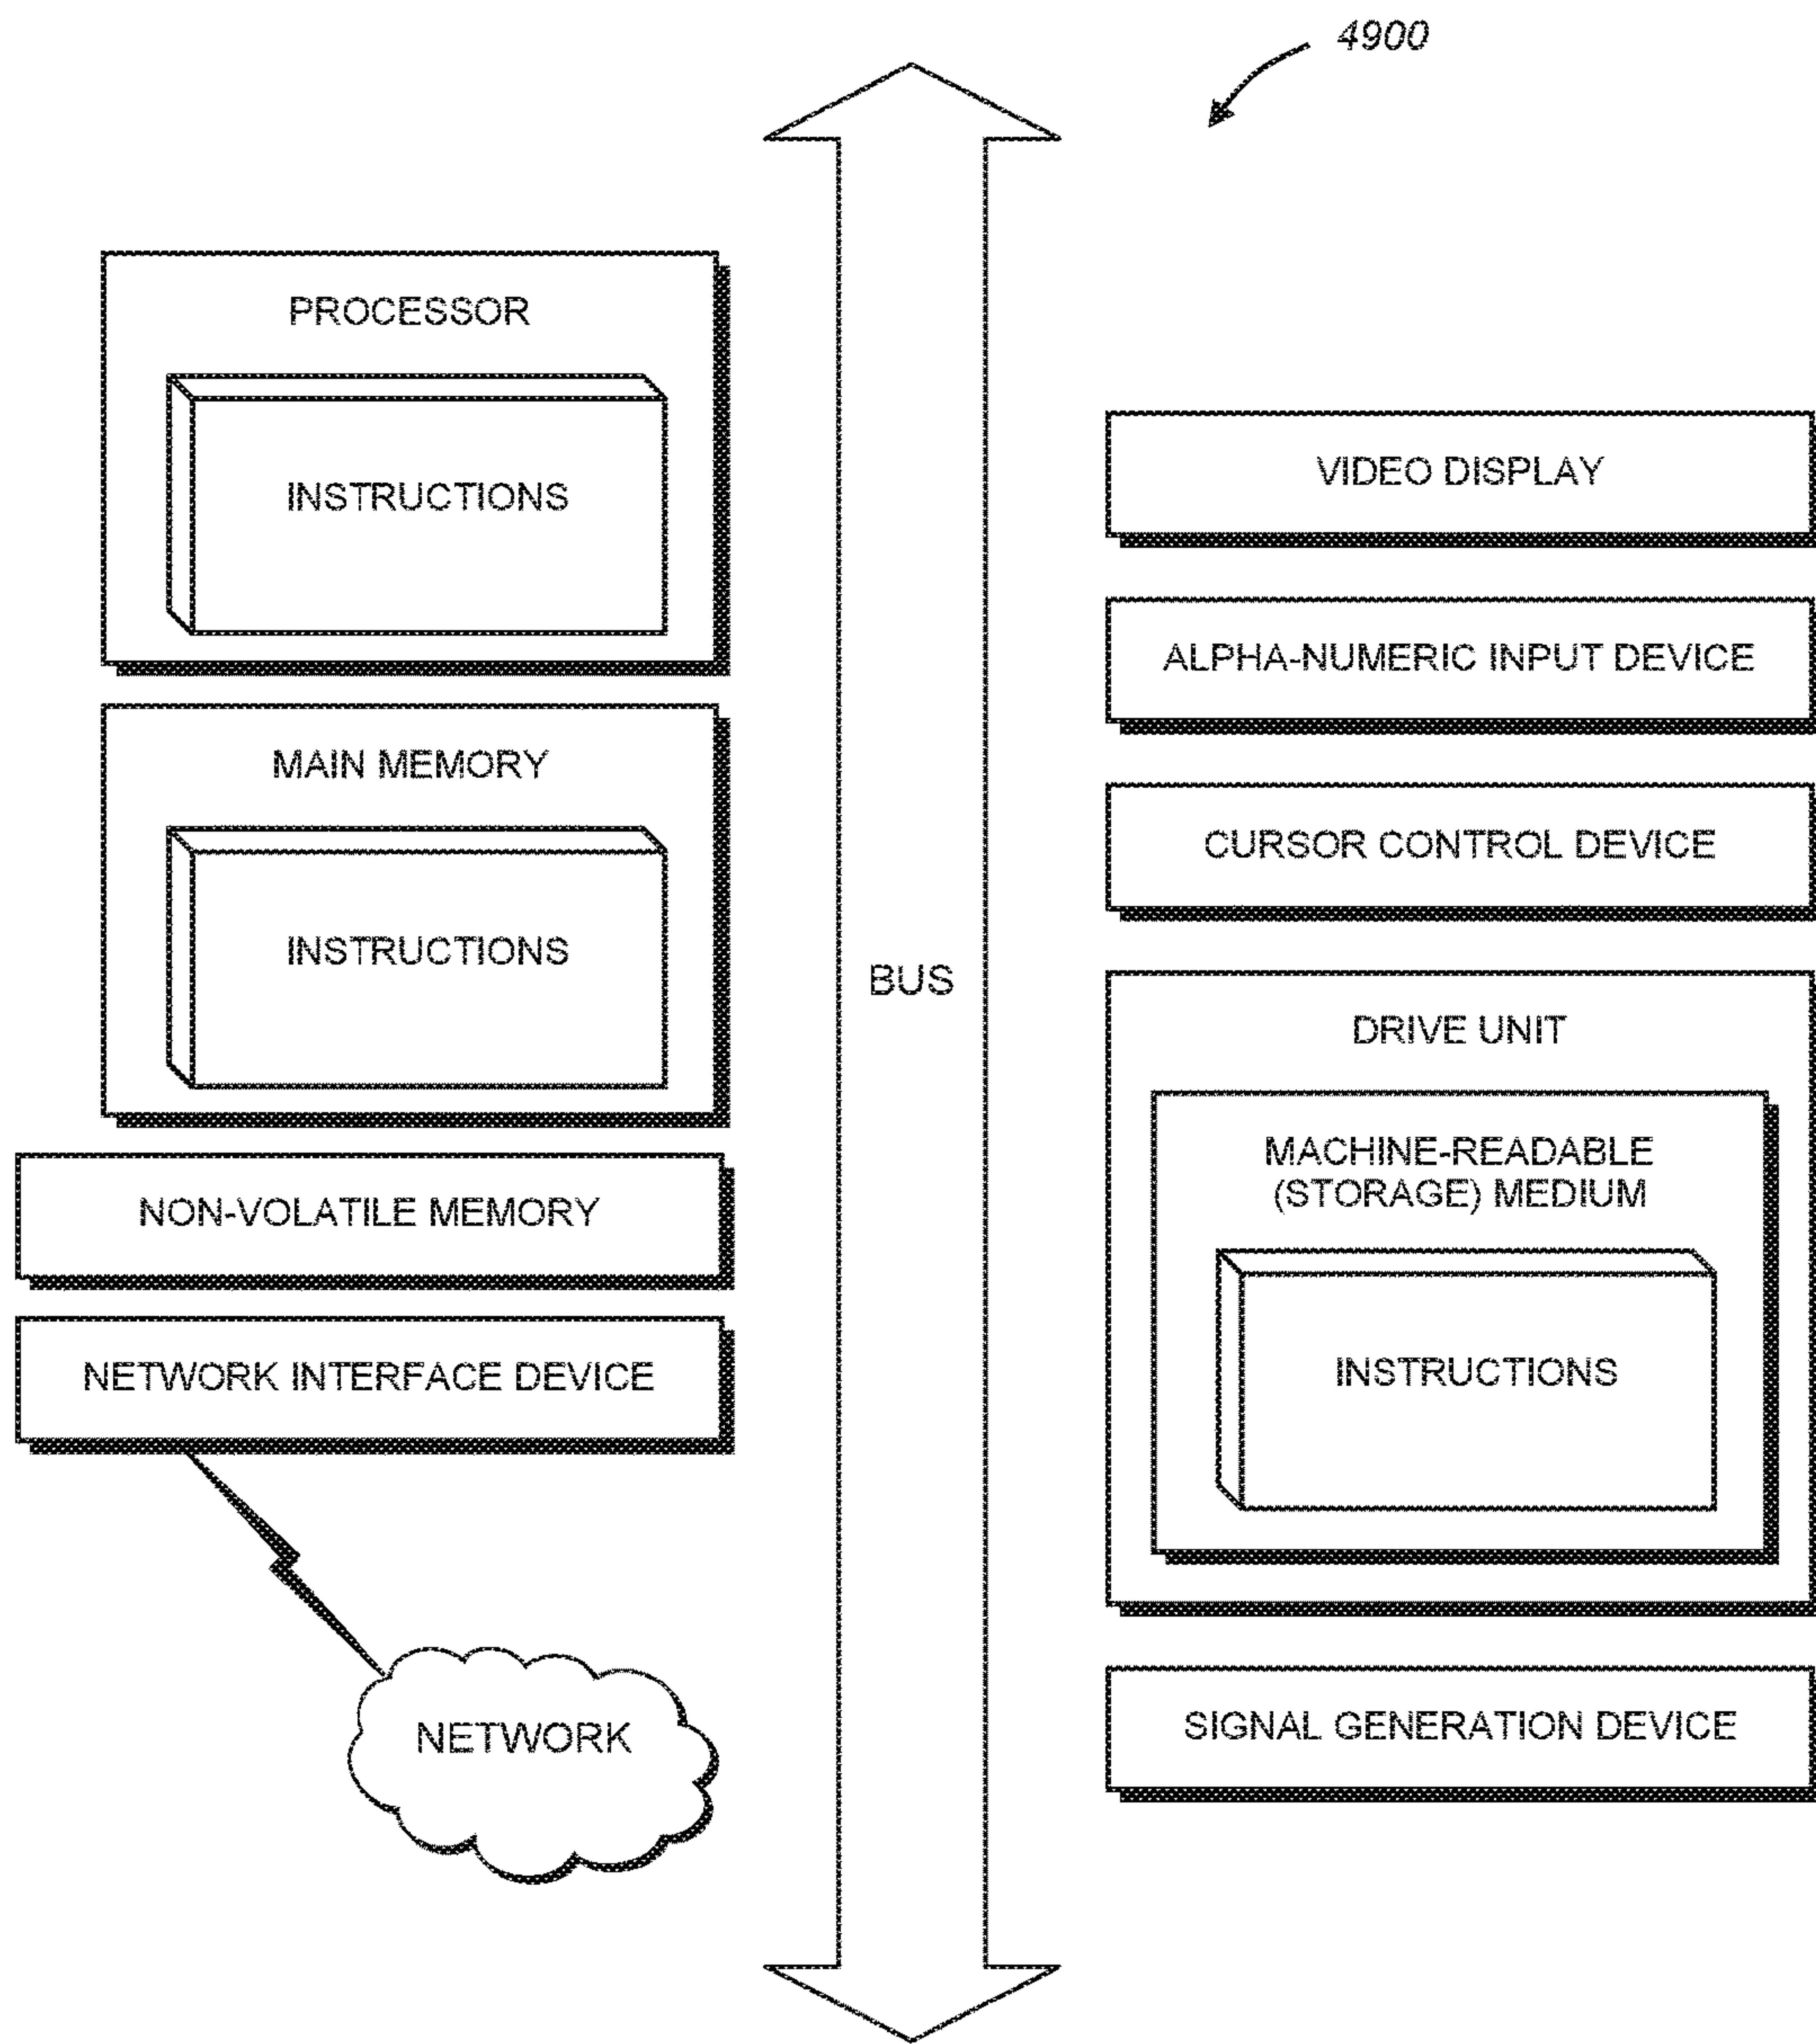 4900
PROCESSOR
INSTRUCTIONS
MAIN MEMORY
INSTRUCTIONS
NON-VOLATILE MEMORY
NETWORK INTERFACE DEVICE
NETWORK
BUS
VIDEO DISPLAY
ALPHA-NUMERIC INPUT DEVICE
CURSOR CONTROL DEVICE
DRIVE UNIT
MACHINE-READABLE
(STORAGE) MEDIUM
INSTRUCTIONS
SIGNAL GENERATION DEVICE